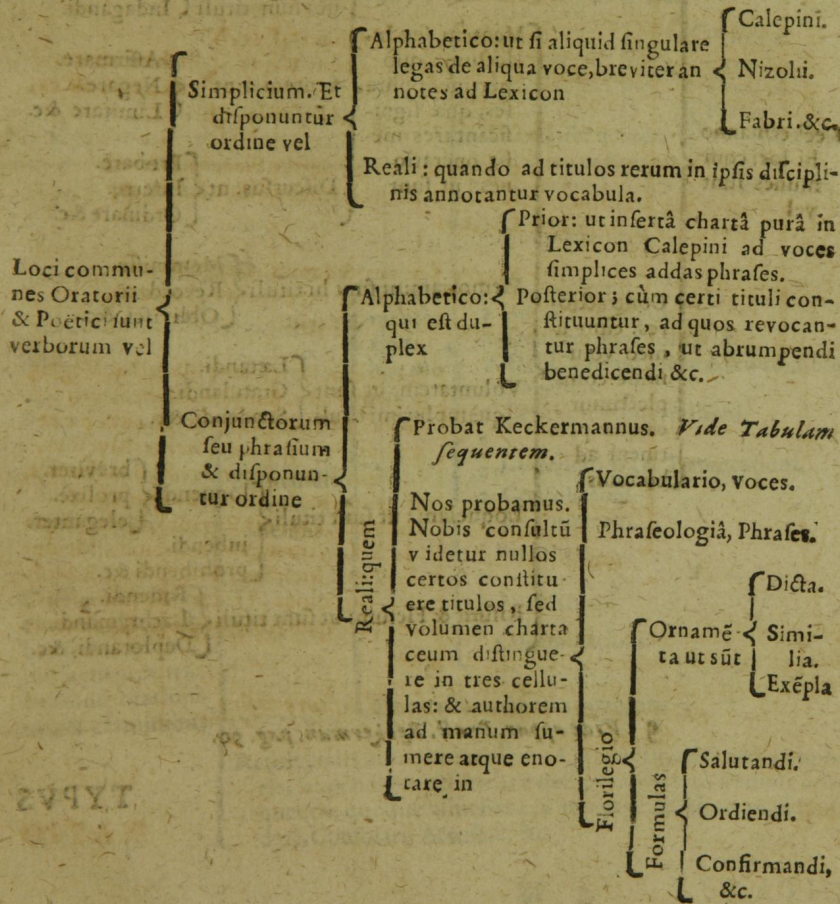 Loci commu-
nes Oratorii
& Poëtici sunt
verborum vel
Simplicium. Et
disponuntur
ordine vel
Alphabetico: ut si aliquid singulare
legas de aliqua voce, breviter an
notes ad Lexicon
Calepini.
Nizolii.
Fabri. &c.
Reali : quando ad titulos rerum in ipsis discipli-
nis annotantur vocabula.
Conjunctorum
seu phrasium
& disponun-
tur ordine
Alphabetico:
qui est du-
plex
Prior: ut insertâ chartâ purâ in
Lexicon Calepini ad voces
simplices addas phrases.
Posterior; cùm certi tituli con-
stituuntur, ad quos revocan-
tur phrases, ut abrumpendi
benedicendi &c.
Reali: quem
Probat Keckermannus. Vide Tabulam
sequentem.
Nos probamus.
Nobis consultũ
videtur nullos
certos constitu
ere titulos, sed
volumen charta
ceum distingue-
re in tres cellu-
las: & authorem
ad manum su-
mere atque eno-
tare in
Vocabulario, Voces.
Phraseologiâ, Phrases.
Florilegio
Ornamẽ-
ta ut sũt
Dicta.
Simi-
lia.
Exẽpla
Formulas
Salutandi.
Ordiendi.
Confirmandi,
&c.
TYPVS